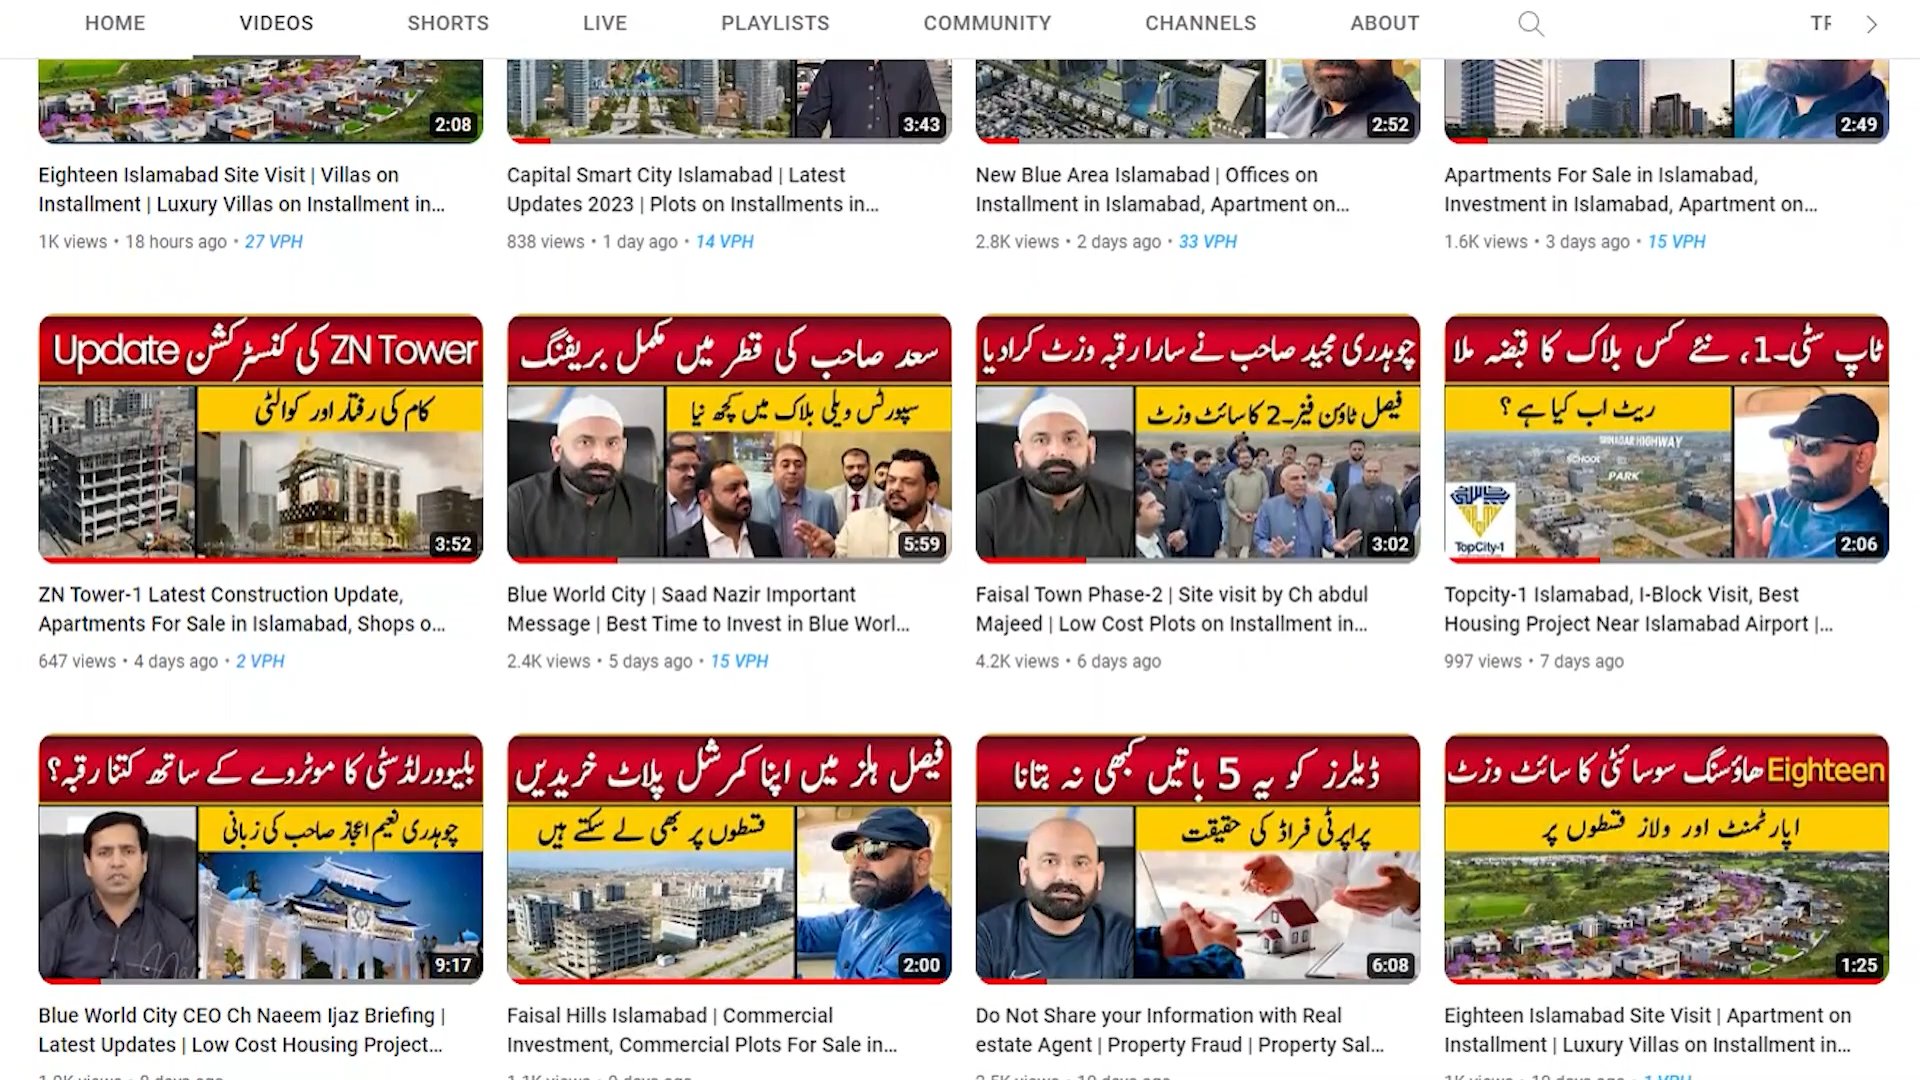 HOME
VIDEOS
SHORTS
LIVE
PLAYLISTS
COMMUNITY
CHANNELS
ABOUT
2:08
3:43
2:52
2:49
Eighteen Islamabad Site Visit | Villas on
Installment | Luxury Villas on Installment in...
1K views • 18 hours ago • 27 VPH
Capital Smart City Islamabad | Latest
Updates 2023 | Plots on Installments in...
838 views • 1 day ago • 14 VPH
New Blue Area Islamabad | Offices on
Installment in Islamabad, Apartment on...
2.8K views • 2 days ago • 33 VPH
Apartments For Sale in Islamabad,
Investment in Islamabad, Apartment on...
1.6K views • 3 days ago • 15 VPH
ZN Tower کی کنسٹرکشن Update
کام کی رفتار اور کوالٹی
3:52
ZN Tower-1 Latest Construction Update,
Apartments For Sale in Islamabad, Shops o...
647 views • 4 days ago • 2 VPH
سعد صاحب کی قطر میں مکمل بریفنگ
سپورٹس ویلی بلاک میں کچھ نیا
5:59
Blue World City | Saad Nazir Important
Message | Best Time to Invest in Blue Worl...
2.4K views • 5 days ago • 15 VPH
چوہدری مجید صاحب نے سارا رقبہ وزٹ کرادیا
فیصل ٹاؤن فیز-2 کا سائٹ وزٹ
3:02
Faisal Town Phase-2 | Site visit by Ch abdul
Majeed | Low Cost Plots on Installment in...
4.2K views • 6 days ago
ٹاپ سٹی-1، نئے کس بلاک کا قبضہ ملا
ریٹ اب کیا ہے ؟
SRINAGAR HIGHWAY
SCHOOL
PARK
TopCity-1
2:06
Topcity-1 Islamabad, I-Block Visit, Best
Housing Project Near Islamabad Airport |...
997 views • 7 days ago
بلیوورلڈسٹی کا موٹروے کے ساتھ کتنا رقبہ؟
چوہدری نعیم اعجاز صاحب کی زبانی
9:17
Blue World City CEO Ch Naeem Ijaz Briefing |
Latest Updates | Low Cost Housing Project...
فیصل ہلز میں اپنا کمرشل پلاٹ خریدیں
قسطوں پر بھی لے سکتے ہیں
2:00
Faisal Hills Islamabad | Commercial
Investment, Commercial Plots For Sale in...
ڈیلرز کو یہ 5 باتیں کبھی نہ بتانا
پراپرٹی فراڈ کی حقیقت
6:08
Do Not Share your Information with Real
estate Agent | Property Fraud | Property Sal...
Eighteen ھاؤسنگ سوسائٹی کا سائٹ وزٹ
اپارٹمنٹ اور ولاز قسطوں پر
1:25
Eighteen Islamabad Site Visit | Apartment on
Installment | Luxury Villas on Installment in...